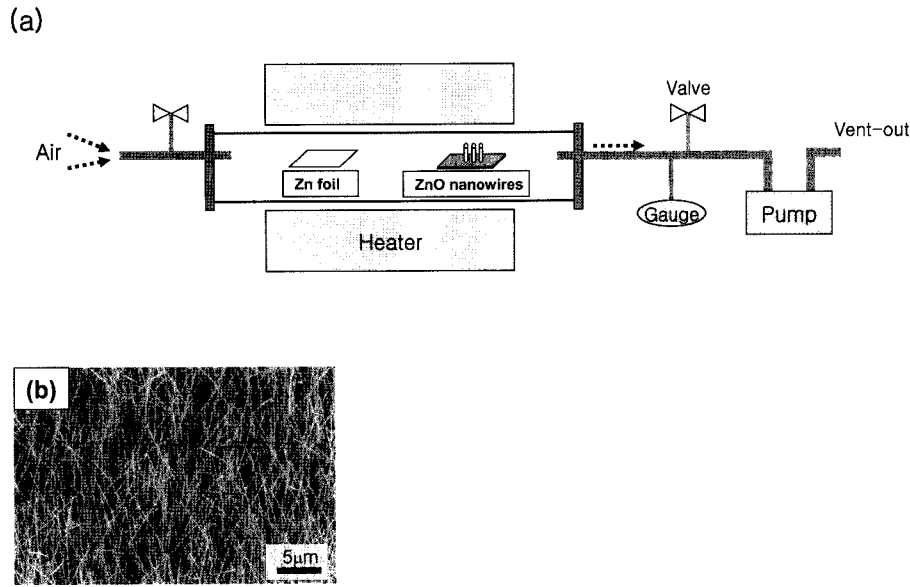 (a)
Valve
Vent-out
Air
Zn foil
ZnO nanowires
Gauge
Pump
Heater
(b)
5μm